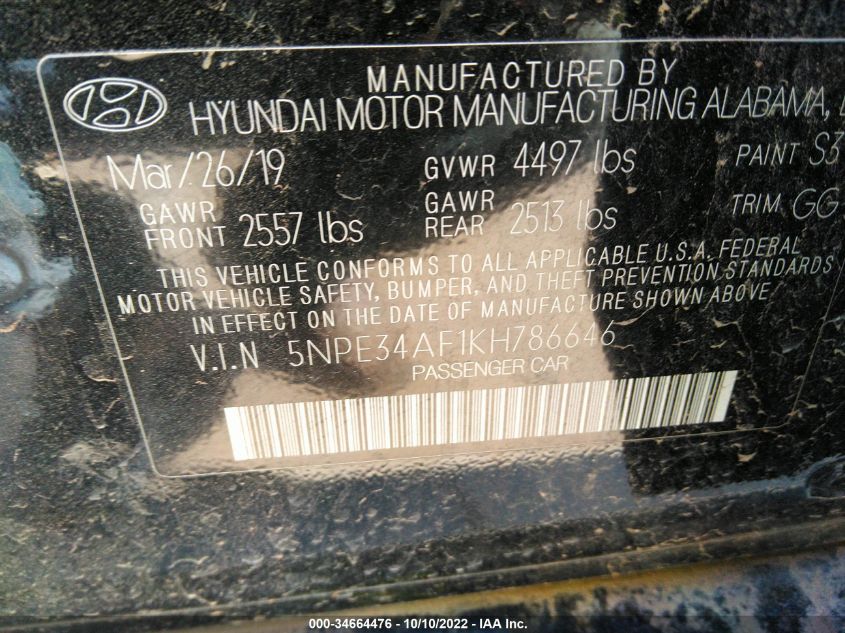 MANUFACTURED BY
HYUNDAI MOTOR MANUFACTURING ALABAMA,
Mar/26/19 GVWR 4497 lbs PAINT S3
GAWR FRONT 2557 lbs GAWR REAR 2513 lbs TRIM GG
THIS VEHICLE CONFORMS TO ALL APPLICABLE U.S.A. FEDERAL
MOTOR VEHICLE SAFETY, BUMPER, AND THEFT PREVENTION STANDARDS
IN EFFECT ON THE DATE OF MANUFACTURE SHOWN ABOVE
V.I.N 5NPE34AF1KH786646
PASSENGER CAR
000-34664476 • 10/10/2022 - IAA Inc.